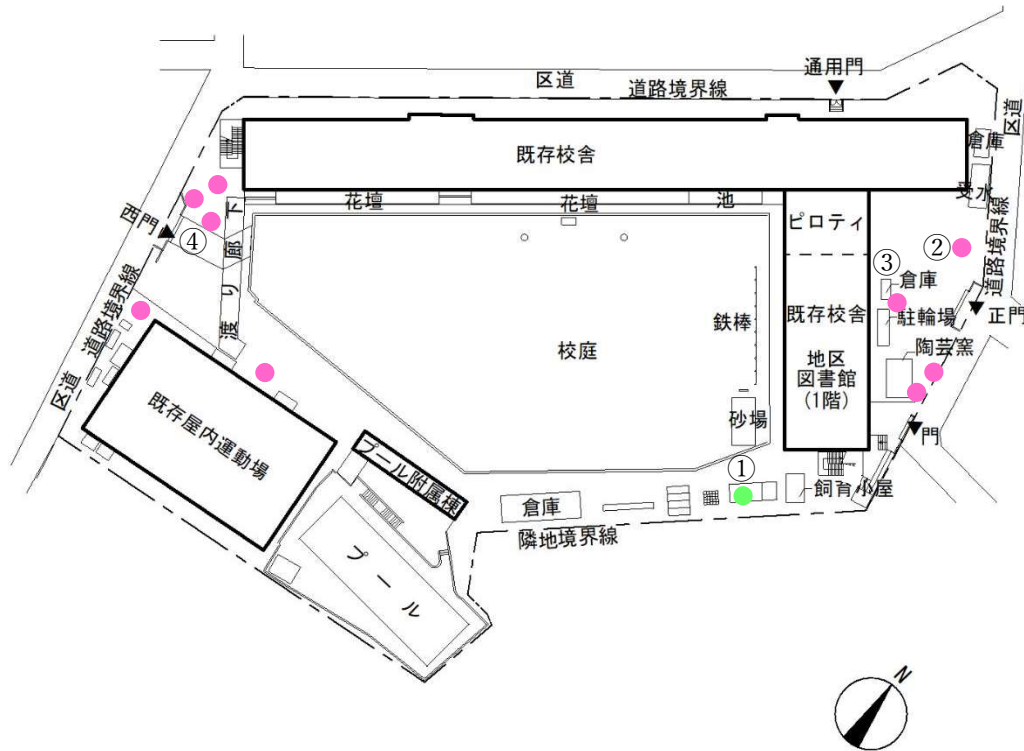 通用門
区道
道路境界線
区道
既存校舎
倉庫
受水
花壇
花壇
池
ピロティ
西門
④
渡り廊下
②
③
倉庫
道路境界線
正門
道路境界線
鉄棒
既存校舎
駐輪場
校庭
地区
図書館
(1階)
陶芸窯
区道
既存屋内運動場
砂場
門
プール附属棟
①
飼育小屋
倉庫
隣地境界線
プール
N